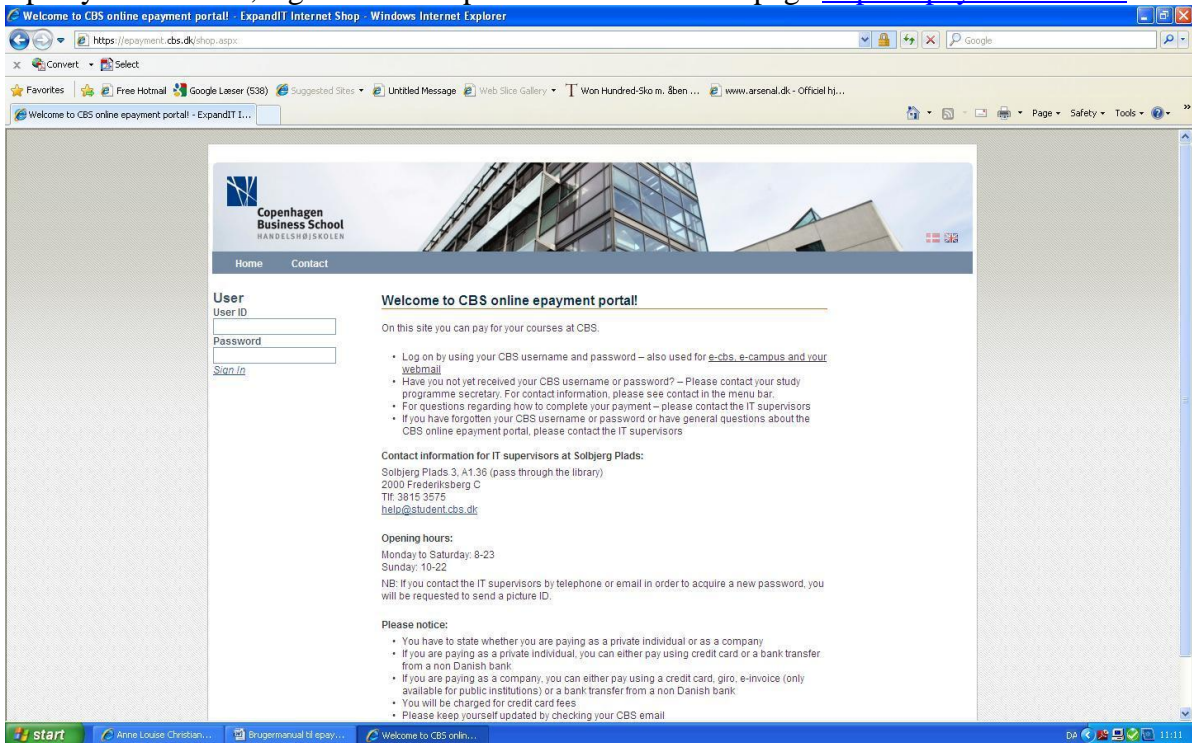 Welcome to CBS online epayment portal! - ExpandIT Internet Shop - Windows Internet Explorer
https://epayment.cbs.dk/shop.aspx
Google
x Convert Select
Favorites Free Hotmail Google Læser (538) Suggested Sites Untitled Message Web Slice Gallery Won Hundred-Sko m. åben ... www.arsenal.dk - Officiel hj...
Welcome to CBS online epayment portal! - ExpandIT I...
Page Safety Tools
Copenhagen
Business School
HANDELSHØJSKOLEN
Home Contact
User
User ID
Password
Sign In
Welcome to CBS online epayment portal!
On this site you can pay for your courses at CBS.
• Log on by using your CBS username and password – also used for e-cbs, e-campus and your
webmail
• Have you not yet received your CBS username or password? – Please contact your study
programme secretary. For contact information, please see contact in the menu bar.
• For questions regarding how to complete your payment – please contact the IT supervisors
• If you have forgotten your CBS username or password or have general questions about the
CBS online epayment portal, please contact the IT supervisors
Contact information for IT supervisors at Solbjerg Plads:
Solbjerg Plads 3, A1.36 (pass through the library)
2000 Frederiksberg C
Tlf: 3815 3575
help@student.cbs.dk
Opening hours:
Monday to Saturday: 8-23
Sunday: 10-22
NB: If you contact the IT supervisors by telephone or email in order to acquire a new password, you
will be requested to send a picture ID.
Please notice:
• You have to state whether you are paying as a private individual or as a company
• If you are paying as a private individual, you can either pay using credit card or a bank transfer
from a non Danish bank
• If you are paying as a company, you can either pay using a credit card, giro, e-invoice (only
available for public institutions) or a bank transfer from a non Danish bank
• You will be charged for credit card fees
• Please keep yourself updated by checking your CBS email
start Anne Louise Christian... Brugermanual til epay... Welcome to CBS onlin... DA 11:11